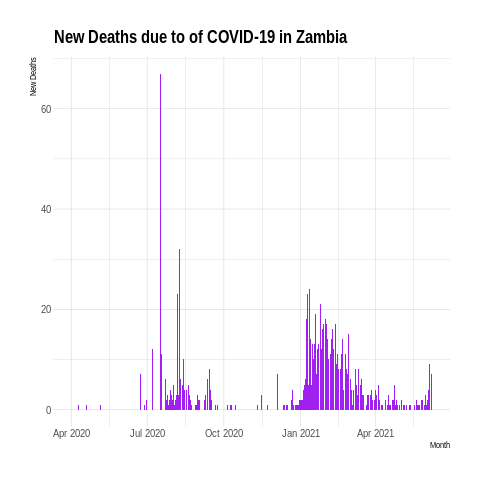 New Deaths due to of COVID-19 in Zambia
New Deaths
60
40
20
0
Apr 2020 Jul 2020 Oct 2020 Jan 2021 Apr 2021
Month